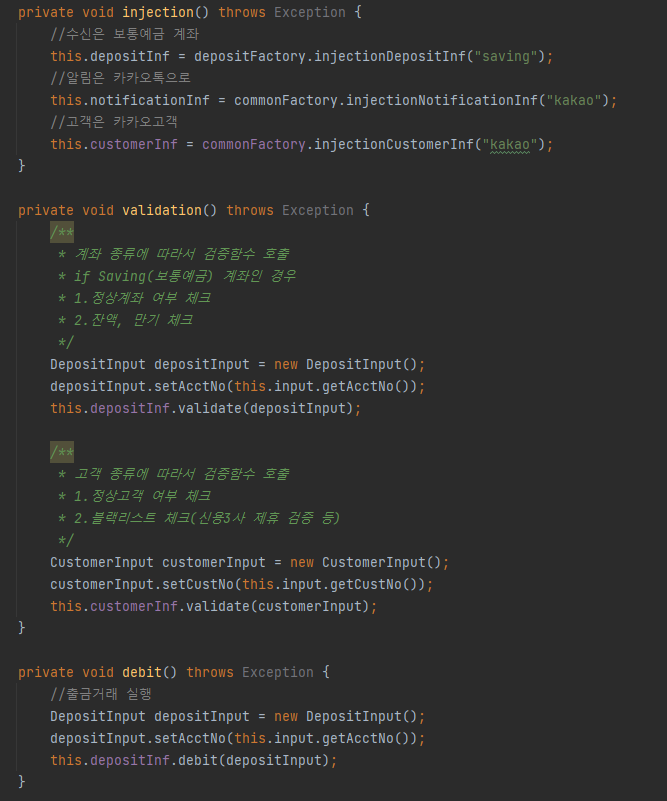 private void injection() throws Exception {
//수신은 보통예금 계좌
this.depositInf = depositFactory.injectionDepositInf("saving");
//알림은 카카오톡으로
this.notificationInf = commonFactory.injectionNotificationInf("kakao");
//고객은 카카오고객
this.customerInf = commonFactory.injectionCustomerInf("kakao");
}
private void validation() throws Exception {
/**
* 계좌 종류에 따라서 검증함수 호출
* if Saving(보통예금) 계좌인 경우
* 1.정상계좌 여부 체크
* 2.잔액, 만기 체크
*/
DepositInput depositInput = new DepositInput();
depositInput.setAcctNo(this.input.getAcctNo());
this.depositInf.validate(depositInput);
/**
* 고객 종류에 따라서 검증함수 호출
* 1.정상고객 여부 체크
* 2.블랙리스트 체크(신용3사 제휴 검증 등)
*/
CustomerInput customerInput = new CustomerInput();
customerInput.setCustNo(this.input.getCustNo());
this.customerInf.validate(customerInput);
}
private void debit() throws Exception {
//출금거래 실행
DepositInput depositInput = new DepositInput();
depositInput.setAcctNo(this.input.getAcctNo());
this.depositInf.debit(depositInput);
}